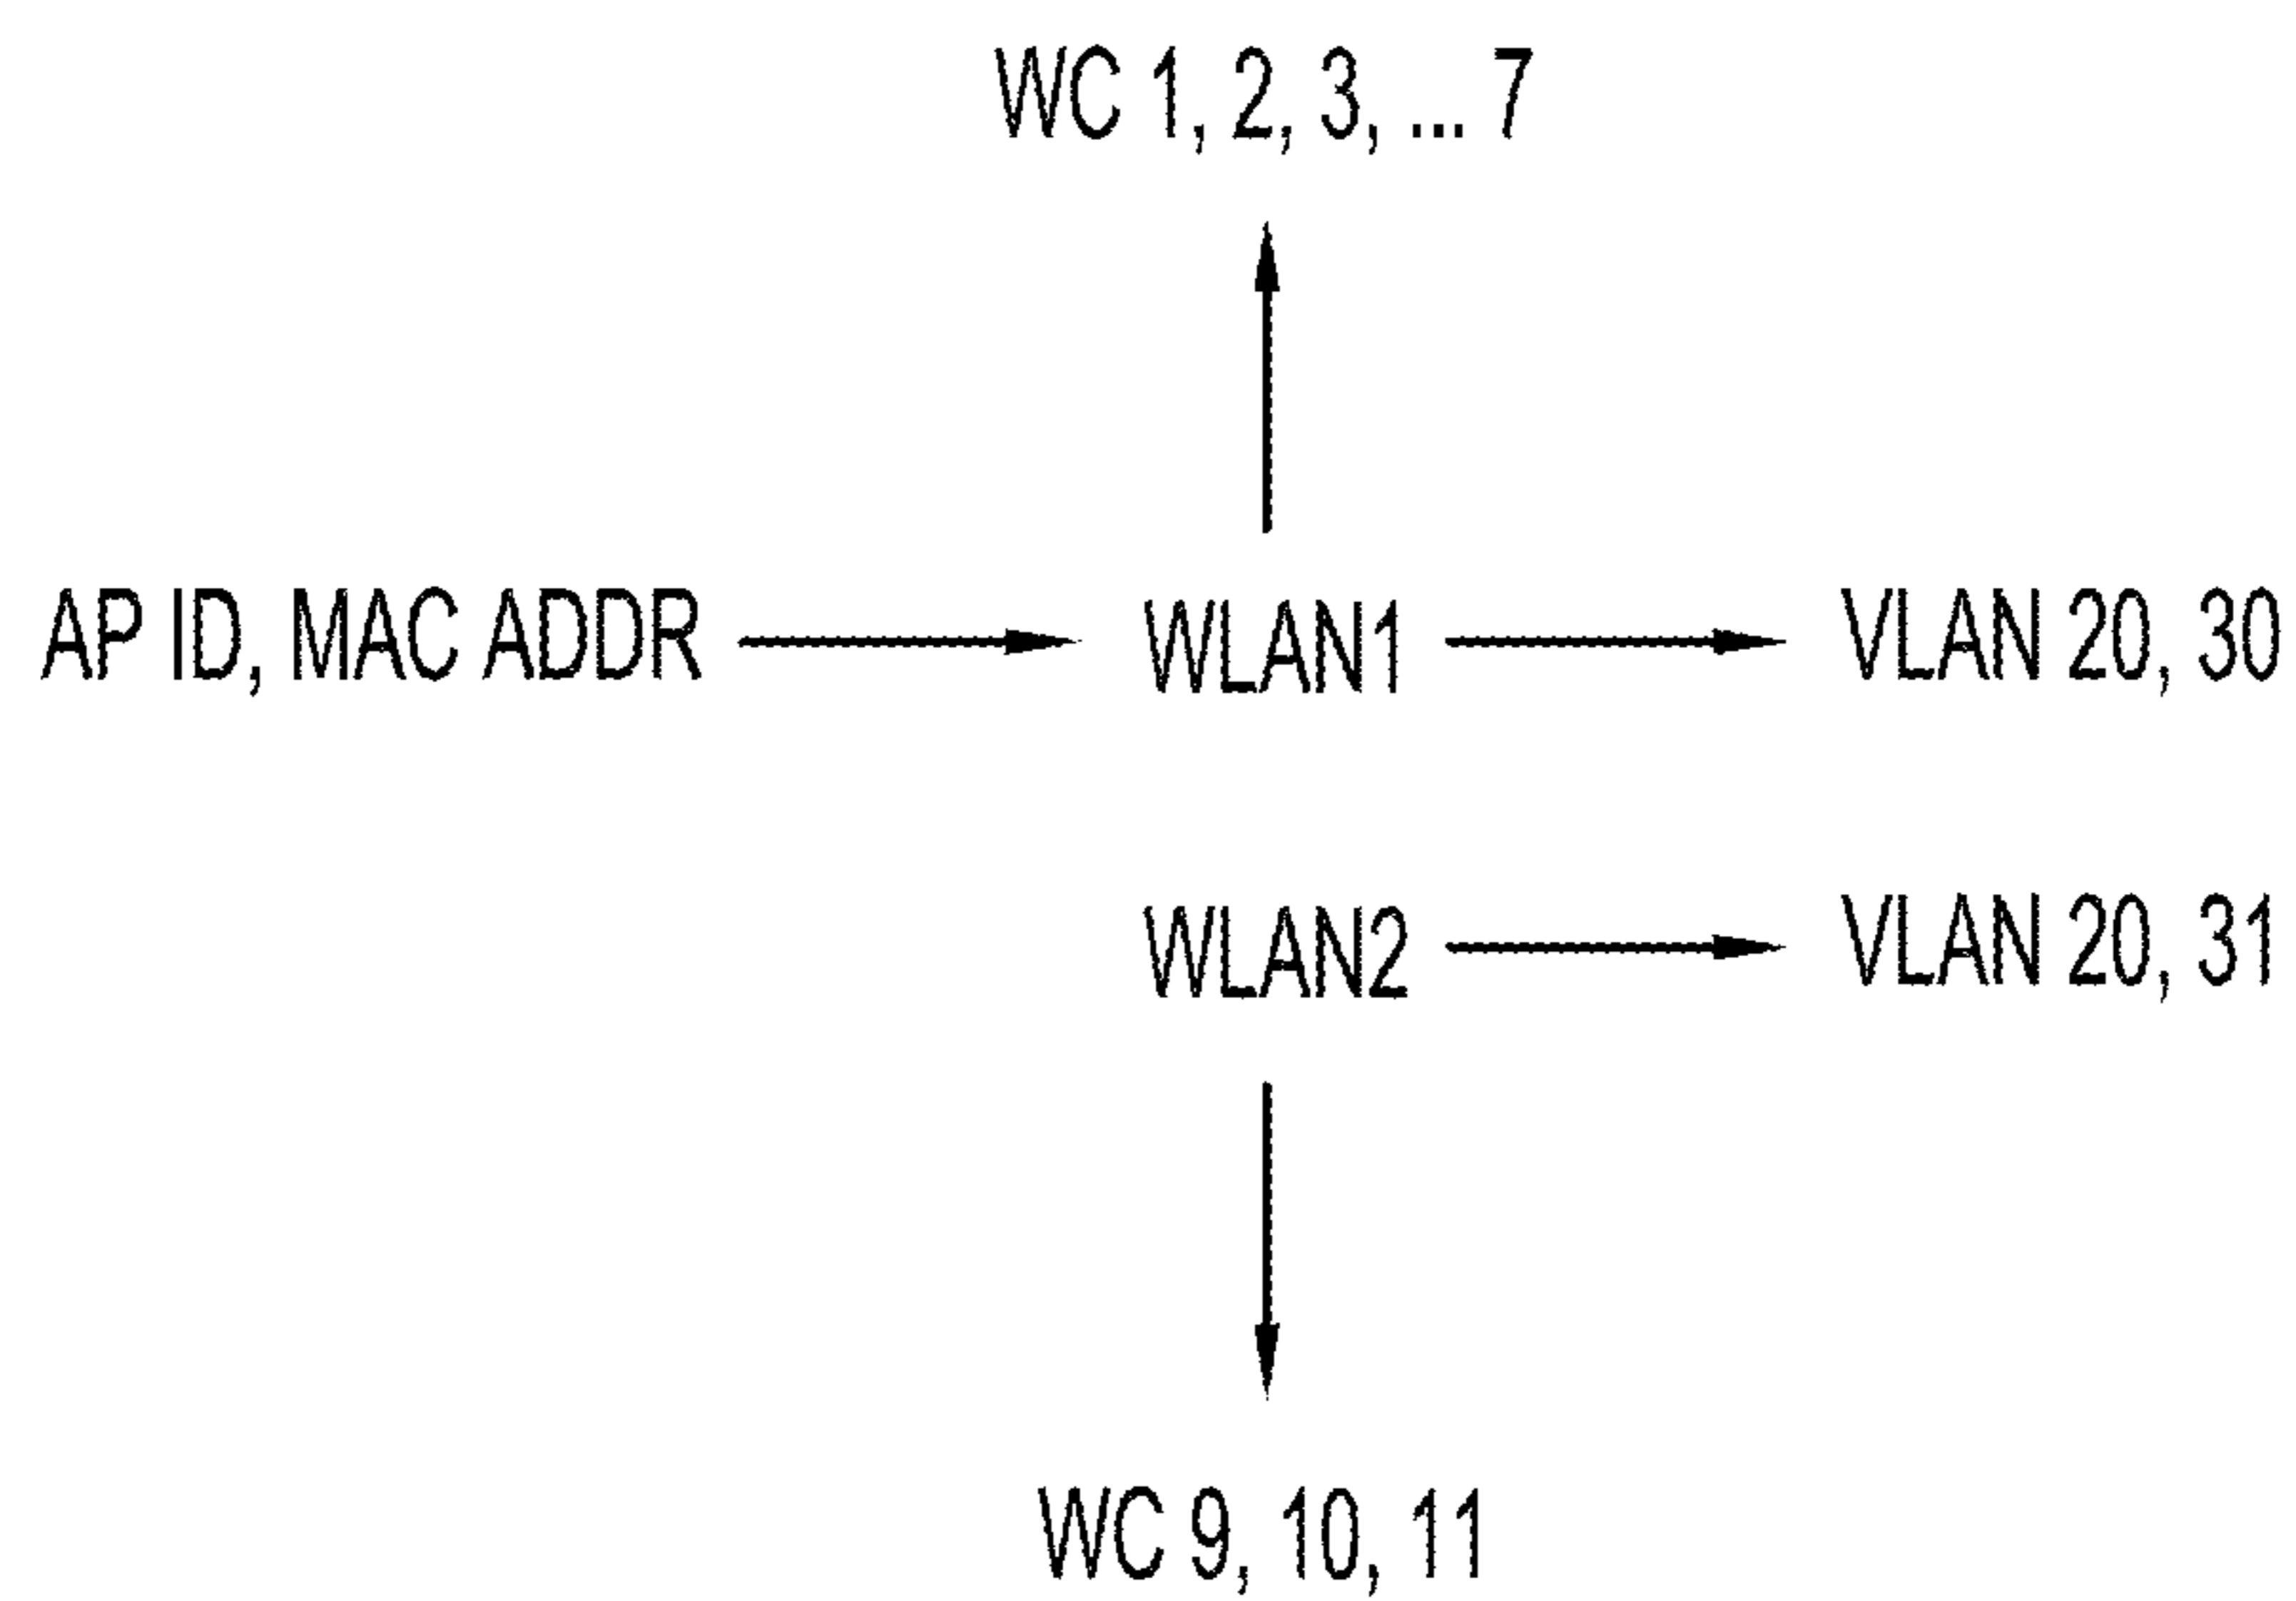 WC 1, 2, 3, ... 7
AP ID, MAC ADDR
WLAN1
VLAN 20, 30
WLAN2
VLAN 20, 31
WC 9, 10, 11